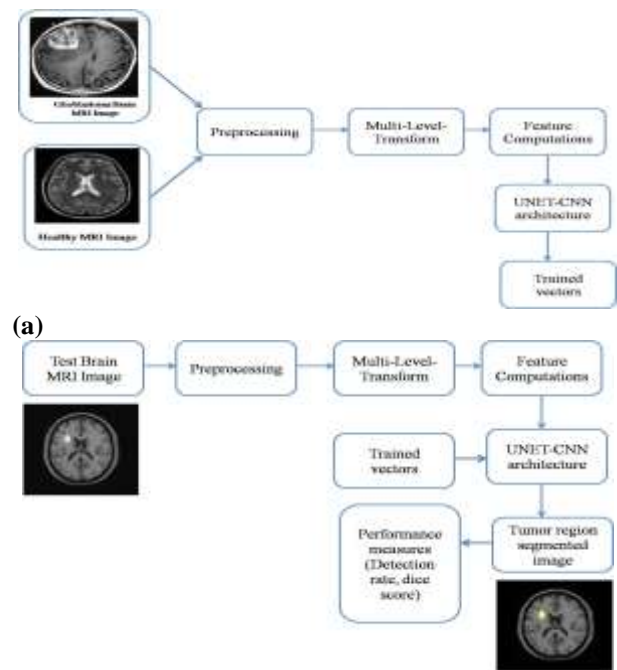 Glioblastoma Brain
MRI Image
Preprocessing
Multi-Level-
Transform
Feature
Computations
Healthy MRI Image
UNET-CNN
architecture
Trained
vectors
(a)
Test Brain
MRI Image
Preprocessing
Multi-Level-
Transform
Feature
Computations
Trained
vectors
UNET-CNN
architecture
Performance
measures
(Detection
rate, dice
score)
Tumor region
segmented
image